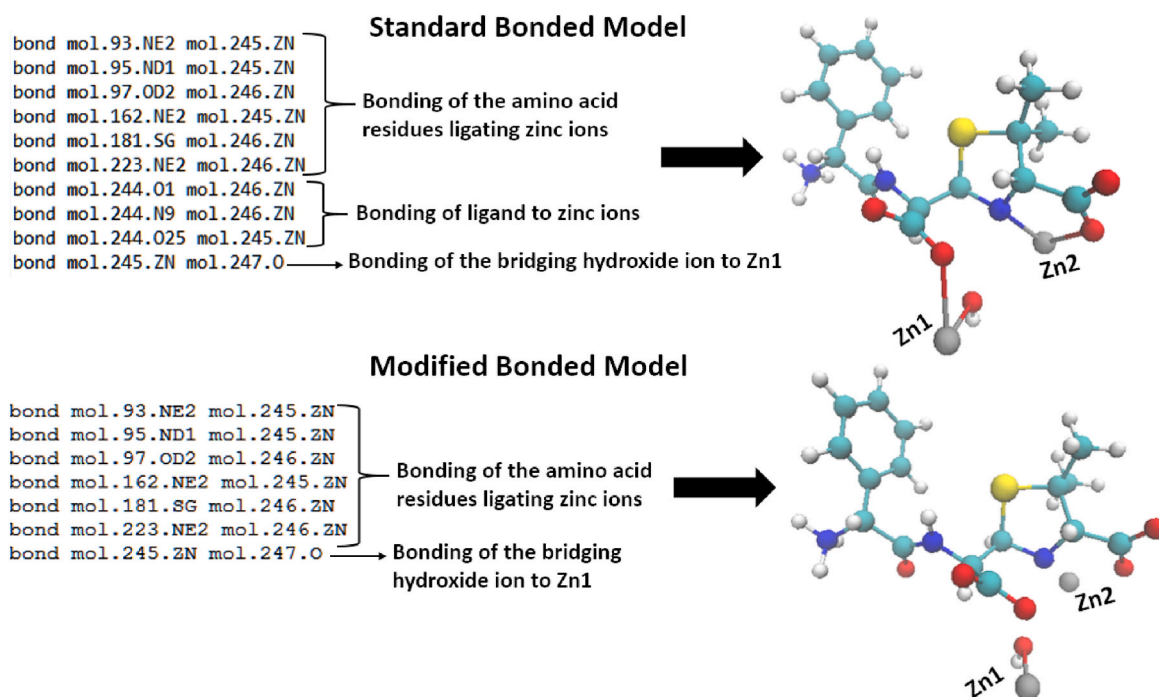 Standard Bonded Model
bond mol.93.NE2 mol.245.ZN
bond mol.95.ND1 mol.245.ZN
bond mol.97.OD2 mol.246.ZN
bond mol.162.NE2 mol.245.ZN
bond mol.181.SG mol.246.ZN
bond mol.223.NE2 mol.246.ZN
bond mol.244.O1 mol.246.ZN
bond mol.244.N9 mol.246.ZN
bond mol.244.O25 mol.245.ZN
bond mol.245.ZN mol.247.O
Bonding of the amino acid
residues ligating zinc ions
Bonding of ligand to zinc ions
Bonding of the bridging hydroxide ion to Zn1
Zn2
Zn1
Modified Bonded Model
bond mol.93.NE2 mol.245.ZN
bond mol.95.ND1 mol.245.ZN
bond mol.97.OD2 mol.246.ZN
bond mol.162.NE2 mol.245.ZN
bond mol.181.SG mol.246.ZN
bond mol.223.NE2 mol.246.ZN
bond mol.245.ZN mol.247.O
Bonding of the amino acid
residues ligating zinc ions
Bonding of the bridging
hydroxide ion to Zn1
Zn2
Zn1